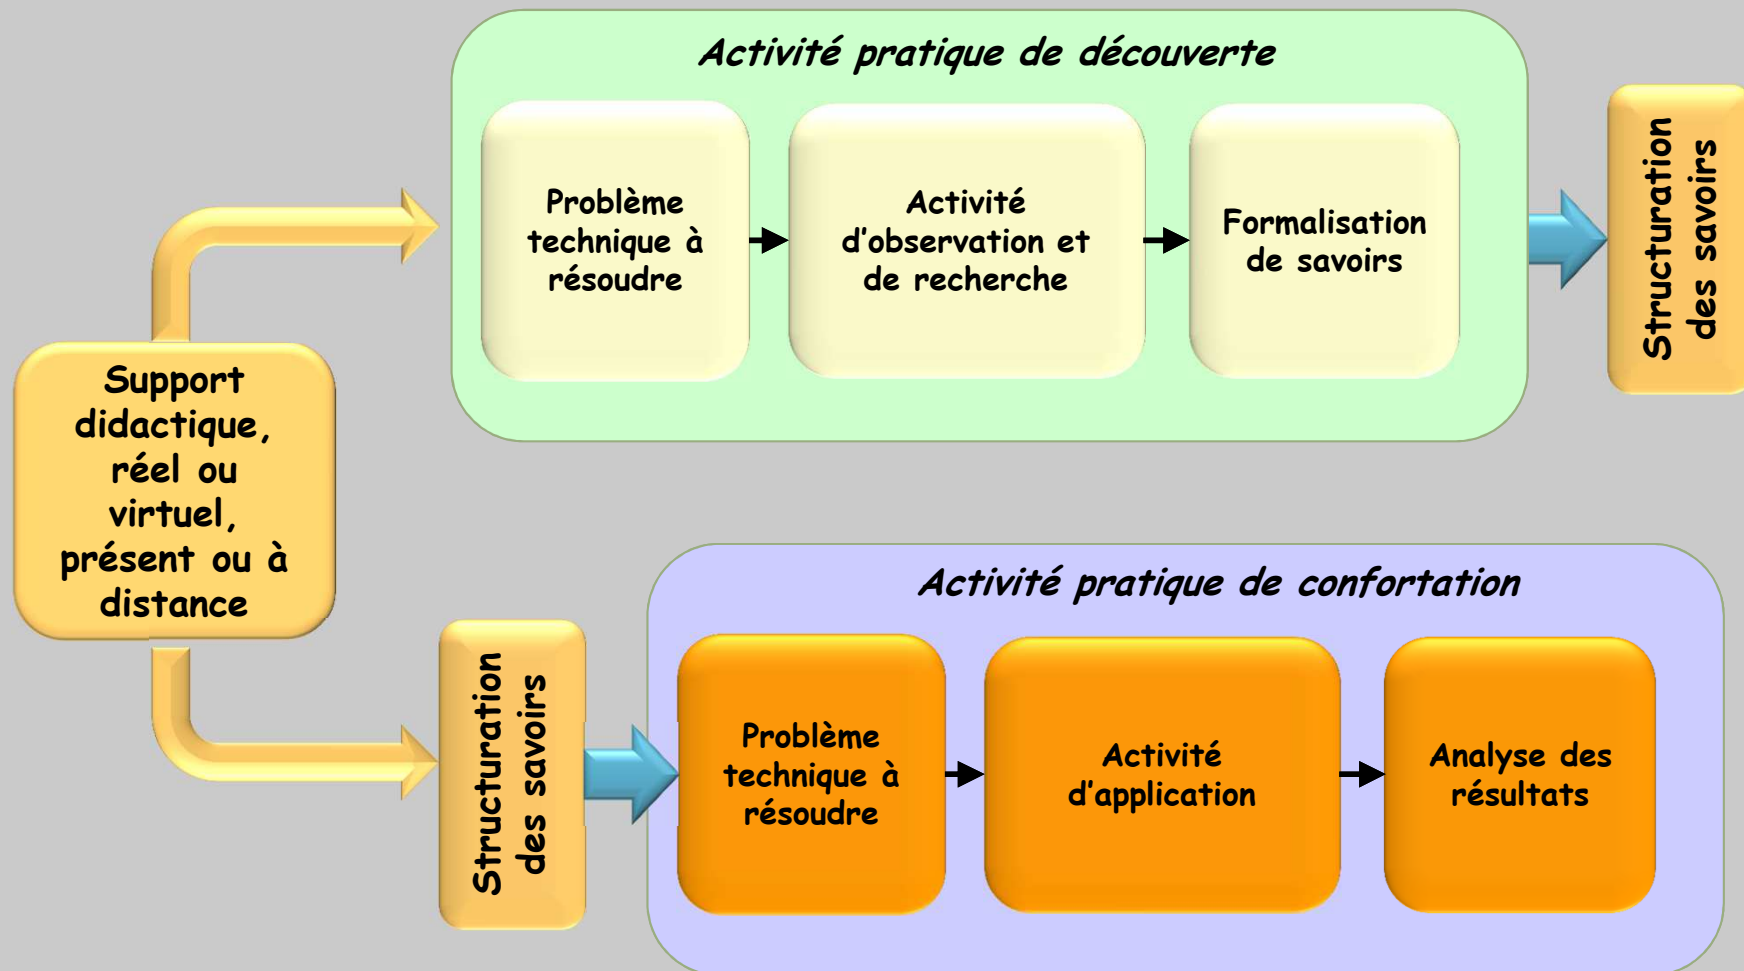 Activité pratique de découverte
Problème
technique à
résoudre
Activité
d'observation et
de recherche
Formalisation
de savoirs
Structuration
des savoirs
Support
didactique,
réel ou
virtuel,
présent ou à
distance
Activité pratique de confortation
Structuration
des savoirs
Problème
technique à
résoudre
Activité
d'application
Analyse des
résultats